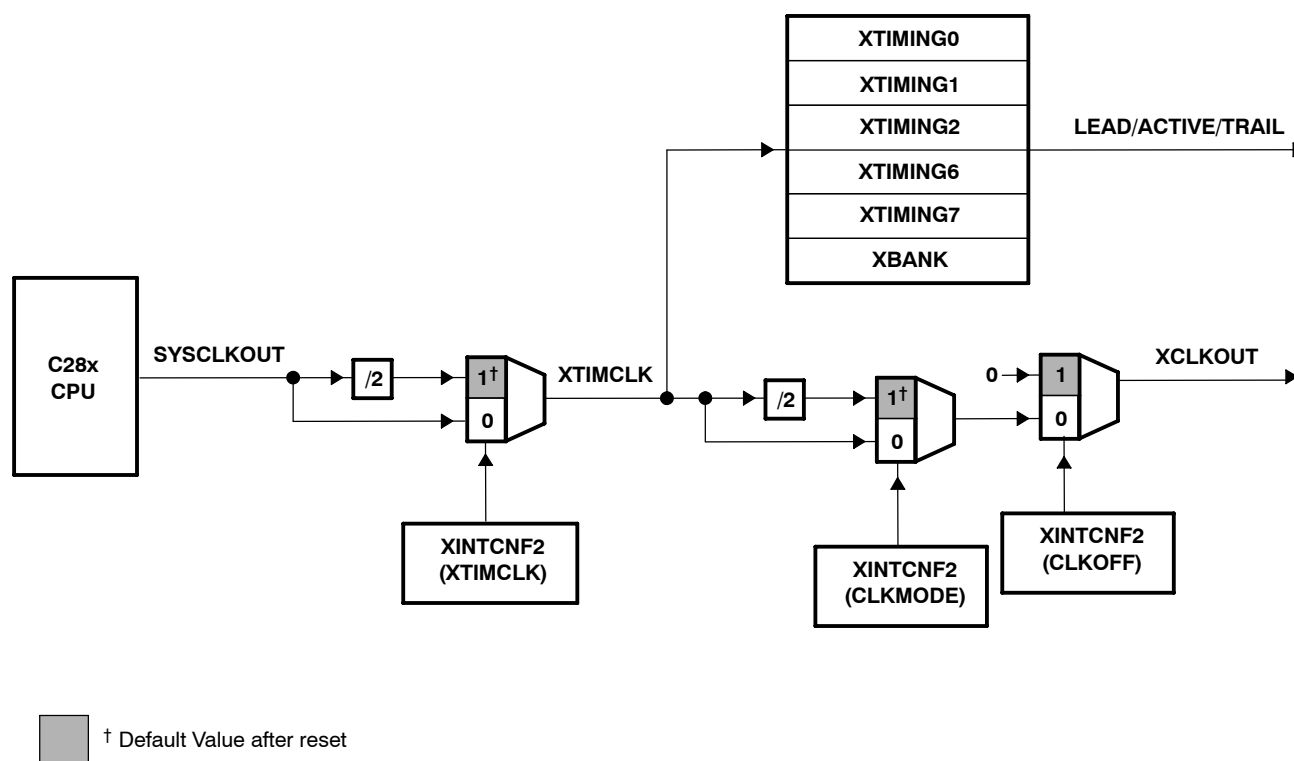 XTIMING0
XTIMING1
XTIMING2
XTIMING6
XTIMING7
XBANK
LEAD/ACTIVE/TRAIL
C28x
CPU
SYSCLKOUT
/2
1†
0
XTIMCLK
/2
1†
0
0
1
0
XCLKOUT
XINTCNF2
(XTIMCLK)
XINTCNF2
(CLKMODE)
XINTCNF2
(CLKOFF)
† Default Value after reset